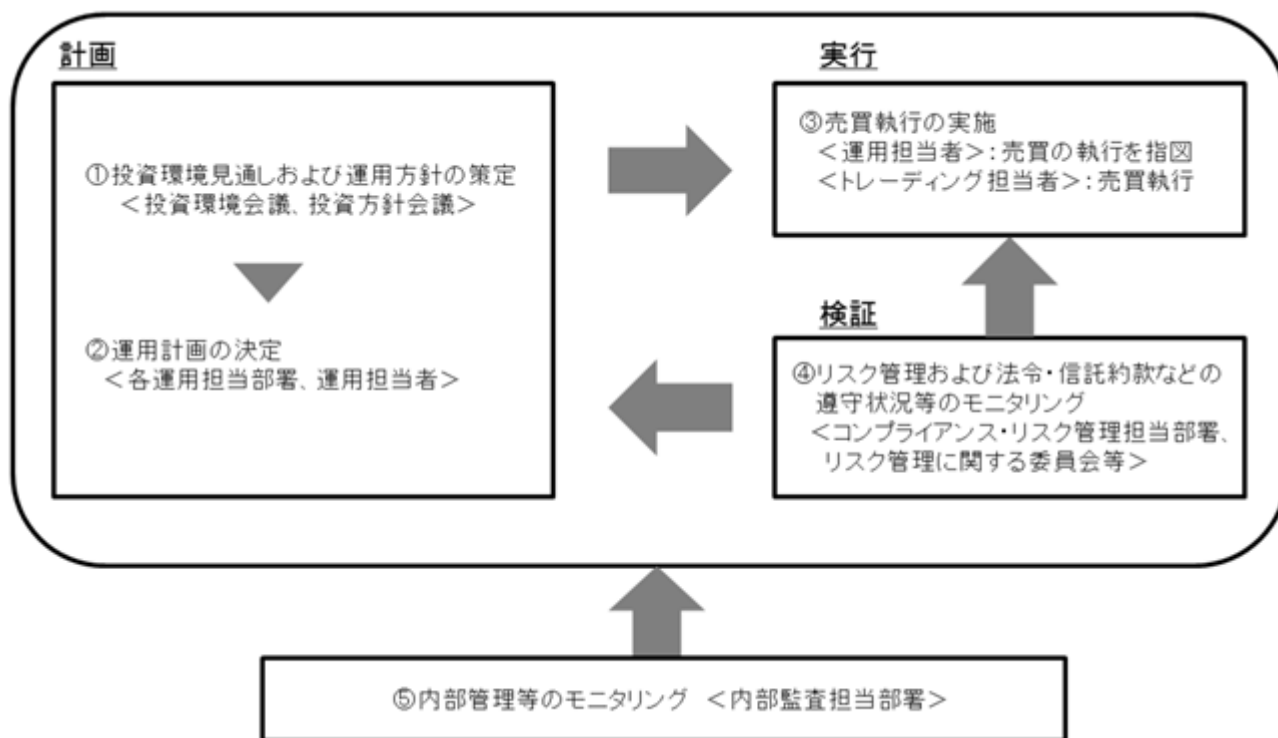 計画
①投資環境見通しおよび運用方針の策定
＜投資環境会議、投資方針会議＞
②運用計画の決定
＜各運用担当部署、運用担当者＞
実行
③売買執行の実施
＜運用担当者＞：売買の執行を指図
＜トレーディング担当者＞：売買執行
検証
④リスク管理および法令・信託約款などの
遵守状況等のモニタリング
＜コンプライアンス・リスク管理担当部署、
リスク管理に関する委員会等＞
⑤内部管理等のモニタリング ＜内部監査担当部署＞